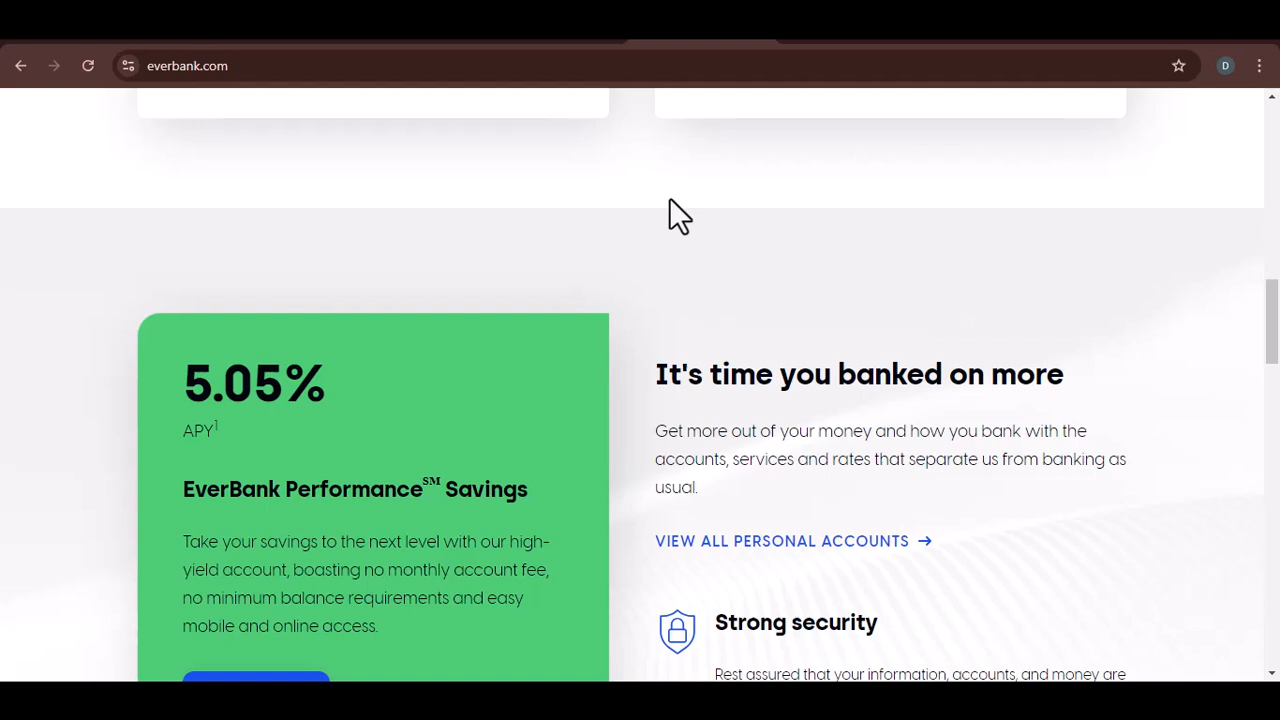 everbank.com
D
5.05%
APY1
EverBank Performance℠ Savings
Take your savings to the next level with our high-
yield account, boasting no monthly account fee,
no minimum balance requirements and easy
mobile and online access.
It's time you banked on more
Get more out of your money and how you bank with the
accounts, services and rates that separate us from banking as
usual.
VIEW ALL PERSONAL ACCOUNTS →
Strong security
Rest assured that your information, accounts, and money are